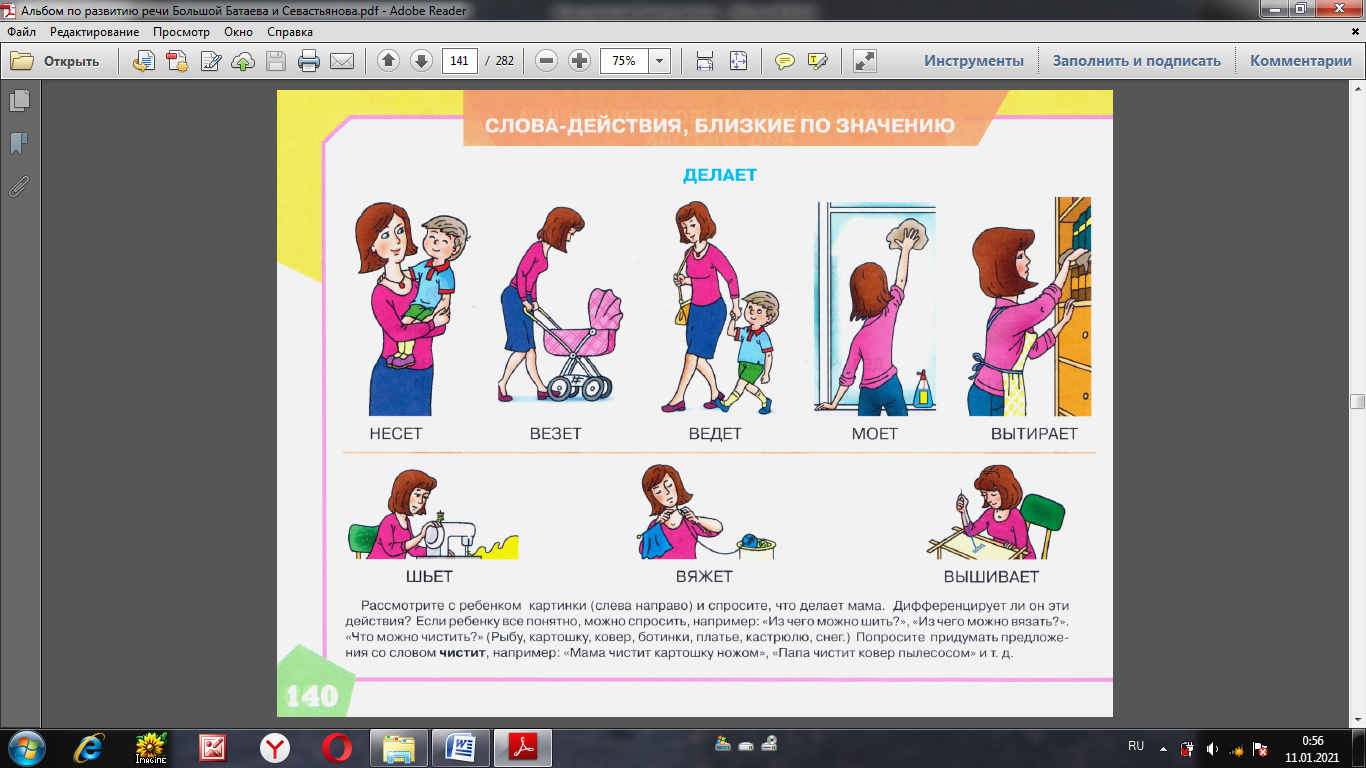 Альбом по развитию речи Большой Батаева и Севастьянова.pdf - Adobe Reader
Файл Редактирование Просмотр Окно Справка
Открыть 141 / 282 75% Инструменты Заполнить и подписать Комментарии
СЛОВА-ДЕЙСТВИЯ, БЛИЗКИЕ ПО ЗНАЧЕНИЮ
ДЕЛАЕТ
НЕСЕТ ВЕЗЕТ ВЕДЕТ МОЕТ ВЫТИРАЕТ
ШЬЕТ ВЯЖЕТ ВЫШИВАЕТ
Рассмотрите с ребенком картинки (слева направо) и спросите, что делает мама. Дифференцирует ли он эти
действия? Если ребенку все понятно, можно спросить, например: «Из чего можно шить?», «Из чего можно вязать?».
«Что можно чистить?» (Рыбу, картошку, ковер, ботинки, платье, кастрюлю, снег.) Попросите придумать предложе-
ния со словом чистит, например: «Мама чистит картошку ножом», «Папа чистит ковер пылесосом» и т. д.
140
IMAGINE
RU 0:56
11.01.2021